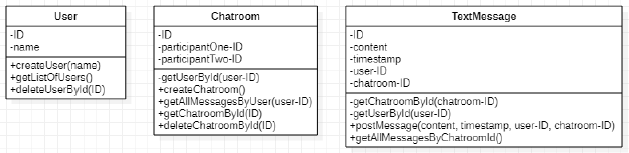 User
-ID
-name
+createUser(name)
+getListOfUsers()
+deleteUserById(ID)
Chatroom
-ID
-participantOne-ID
-participantTwo-ID
-getUserById(user-ID)
+createChatroom()
+getAllMessagesByUser(user-ID)
+getChatroomById(ID)
+deleteChatroomById(ID)
TextMessage
-ID
-content
-timestamp
-user-ID
-chatroom-ID
-getChatroomById(chatroom-ID)
-getUserById(user-ID)
+postMessage(content, timestamp, user-ID, chatroom-ID)
+getAllMessagesByChatroomId()